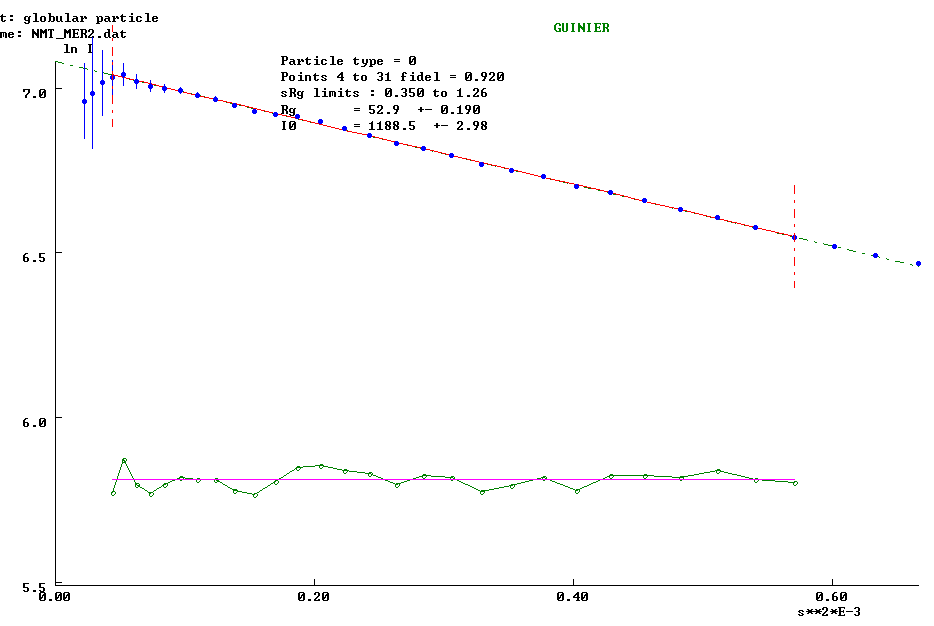 t: globular particle
GUINIER
me: NMT_MER2.dat
ln I
Particle type = 0
Points 4 to 31 fidel = 0.920
sRg limits : 0.350 to 1.26
Rg = 52.9 +- 0.190
I0 = 1188.5 +- 2.98
7.0
6.5
6.0
5.5
0.00 0.20 0.40 0.60
s**2*E-3